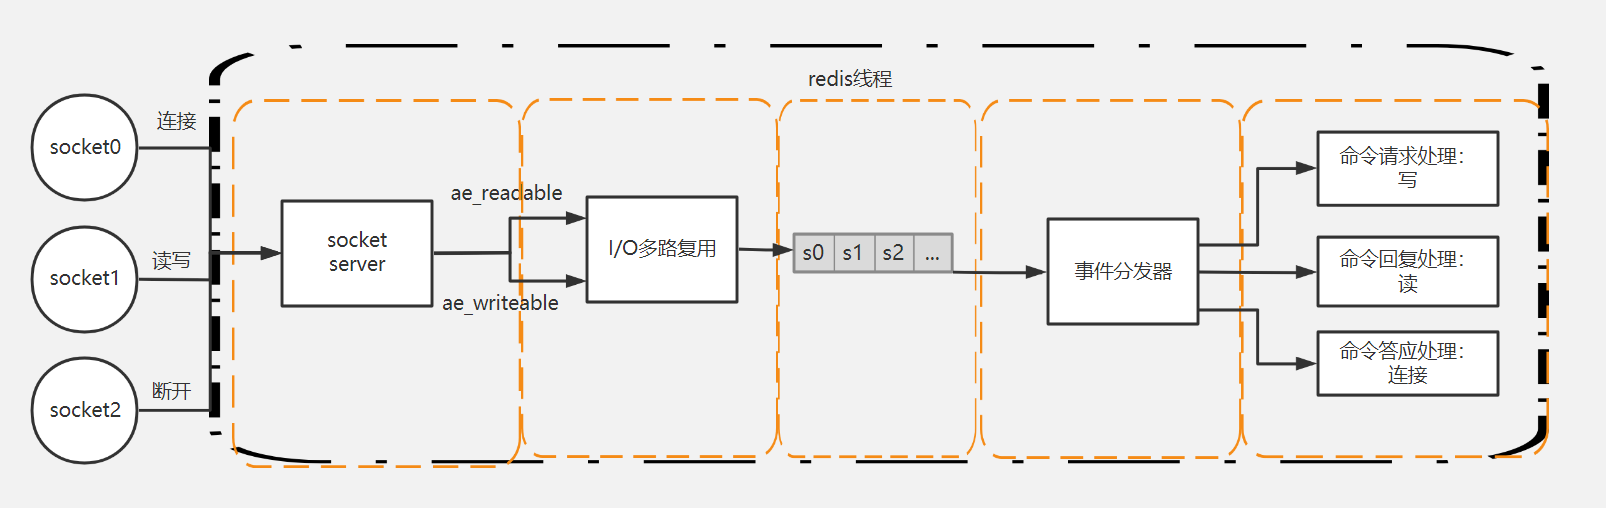 redis线程
socket0
连接
socket1
读写
socket2
断开
socket
server
ae_readable
ae_writeable
I/O多路复用
s0 s1 s2 ...
事件分发器
命令请求处理：
写
命令回复处理：
读
命令答应处理：
连接